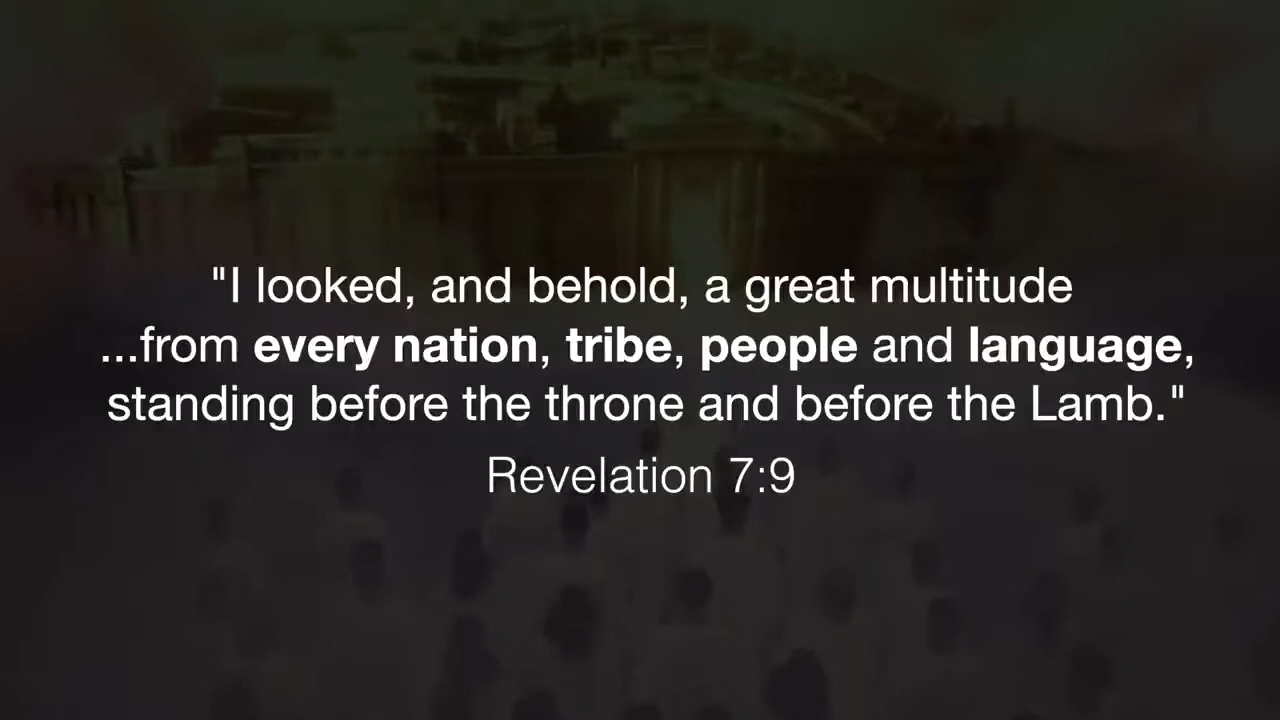 "I looked, and behold, a great multitude
...from every nation, tribe, people and language,
standing before the throne and before the Lamb."
Revelation 7:9